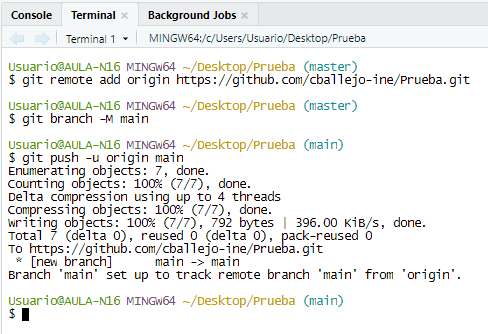 Console Terminal × Background Jobs ×
Terminal 1 MINGW64:/c/Users/Usuario/Desktop/Prueba
Usuario@AULA-N16 MINGW64 ~/Desktop/Prueba (master)
$ git remote add origin https://github.com/cballejo-ine/Prueba.git
Usuario@AULA-N16 MINGW64 ~/Desktop/Prueba (master)
$ git branch -M main
Usuario@AULA-N16 MINGW64 ~/Desktop/Prueba (main)
$ git push -u origin main
Enumerating objects: 7, done.
Counting objects: 100% (7/7), done.
Delta compression using up to 4 threads
Compressing objects: 100% (7/7), done.
Writing objects: 100% (7/7), 792 bytes | 396.00 KiB/s, done.
Total 7 (delta 0), reused 0 (delta 0), pack-reused 0
To https://github.com/cballejo-ine/Prueba.git
* [new branch] main -> main
Branch 'main' set up to track remote branch 'main' from 'origin'.
Usuario@AULA-N16 MINGW64 ~/Desktop/Prueba (main)
$